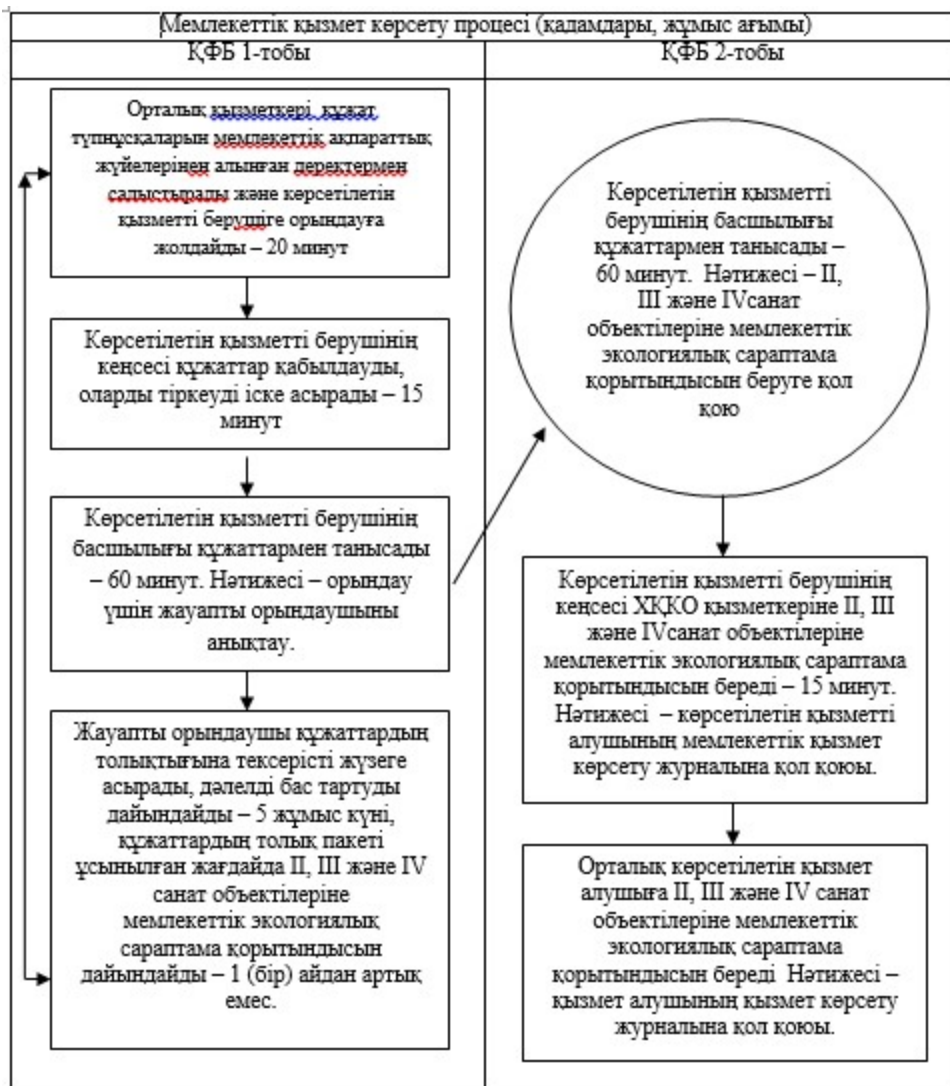 Мемлекеттік қызмет көрсету процесі (қадамдары, жұмыс ағымы)
ҚФБ 1-тобы
ҚФБ 2-тобы
Орталық қызметкері құжат
түпнұсқаларын мемлекеттік ақпараттық
жүйелерінен алынған деректермен
салыстырады және көрсетілетін
қызметті берушіге орындауға
жолдайды – 20 минут
Көрсетілетін қызметті берушінің
кеңсесі құжаттар қабылдауды,
оларды тіркеуді іске асырады – 15
минут
Көрсетілетін қызметті берушінің
басшылығы құжаттармен танысады
– 60 минут. Нәтижесі – орындау
үшін жауапты орындаушыны
анықтау.
Жауапты орындаушы құжаттардың
толықтығына тексерісті жүзеге
асырады, дәлелді бас тартуды
дайындайды – 5 жұмыс күні,
құжаттардың толық пакеті
ұсынылған жағдайда II, III және IV
санат объектілеріне
мемлекеттік экологиялық
сараптама қорытындысын
дайындайды – 1 (бір) айдан артық
емес.
Көрсетілетін қызметті
берушінің басшылығы
құжаттармен танысады –
60 минут. Нәтижесі – II,
III және IVсанат
объектілеріне мемлекеттік
экологиялық сараптама
қорытындысын беруге қол
қою
Көрсетілетін қызметті берушінің
кеңсесі ХҚКО қызметкеріне II, III
және IVсанат объектілеріне
мемлекеттік экологиялық сараптама
қорытындысын береді – 15 минут.
Нәтижесі – көрсетілетін қызметті
алушының мемлекеттік қызмет
көрсету журналына қол қоюы.
Орталық көрсетілетін қызмет
алушыға II, III және IV санат
объектілеріне мемлекеттік
экологиялық сараптама
қорытындысын береді Нәтижесі –
қызмет алушының қызмет көрсету
журналына қол қоюы.